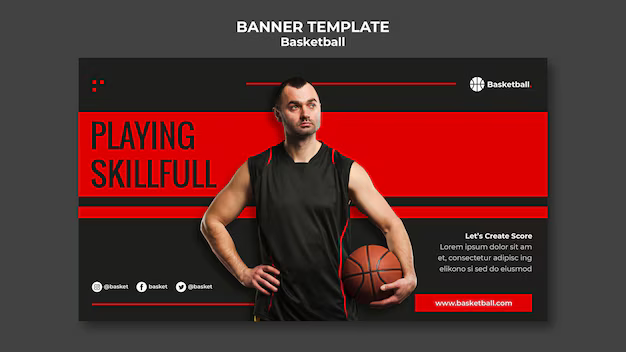 BANNER TEMPLATE
Basketball
Basketball
PLAYING
SKILLFULL
Let's Create Score
Lorem ipsum dolor sit am
et, consectetur adipisc ing
elikono si sed do eiusmod
@basket
basket
@basket
www.basketball.com